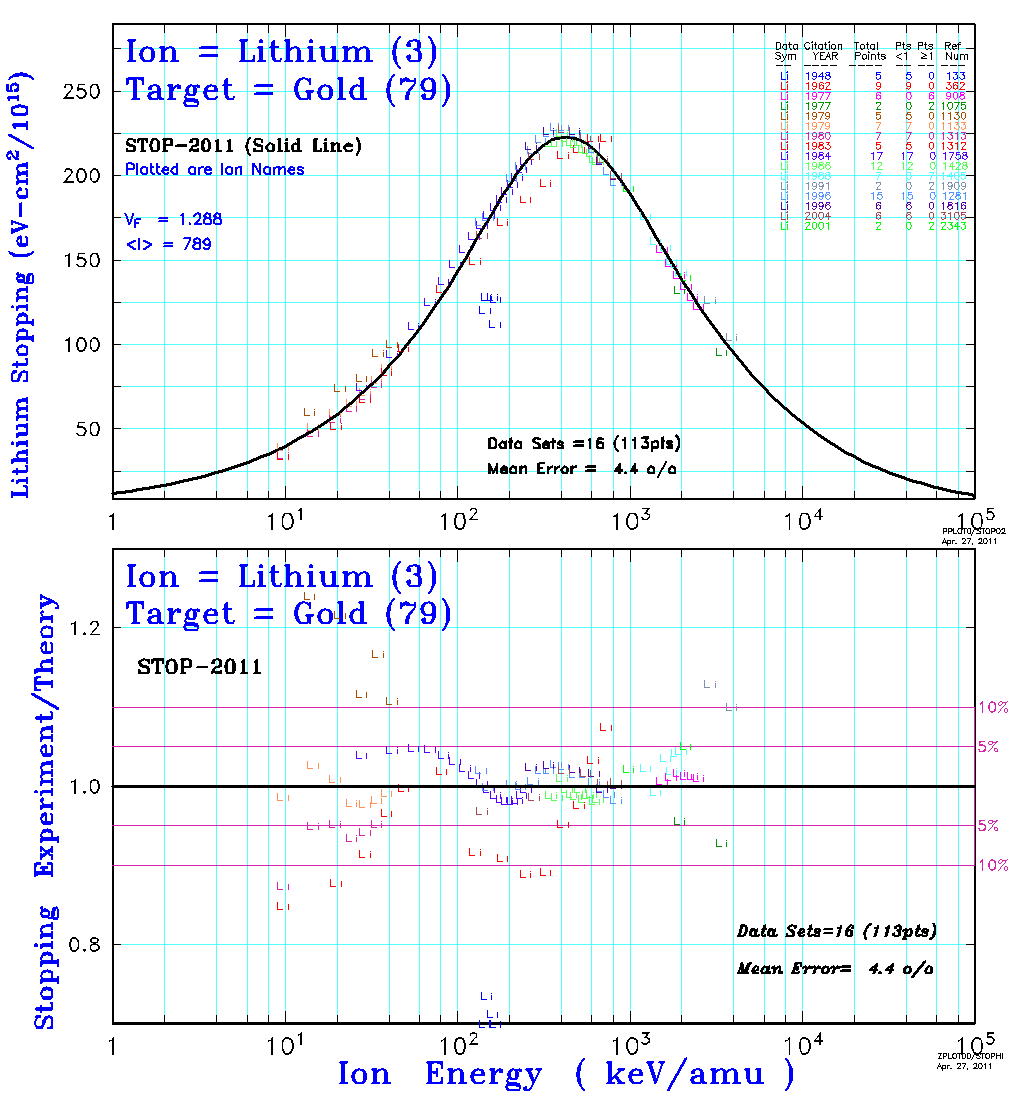 Ion = Lithium (3)
Target = Gold (79)
STOP-2011 (Solid Line)
Plotted are Ion Names
VF = 1.288
<I> = 789
Data Citation Total Pts Pts Ref
Sym YEAR Points <1 ≥1 Num
Li 1948 5 5 0 133
Li 1962 9 9 0 362
Li 1977 6 0 6 908
Li 1977 2 0 2 1075
Li 1979 5 5 0 1130
Li 1979 7 7 0 1133
Li 1980 7 7 0 1313
Li 1983 5 5 0 1312
Li 1984 17 17 0 1758
Li 12 12 0
Li 7
Li 1991 2 0 2 1909
Li 1996 15 15 0 1281
Li 1996 6 6 0 1816
Li 2004 6 6 0 3105
Li 2001 2 0 2 2343
Lithium Stopping (eV-cm²/10¹⁵)
250
200
150
100
50
Data Sets =16 (113pts)
Mean Error = 4.4 o/o
1 10¹ 10² 10³ 10⁴ 10⁵
Apr. 27, 2011
Ion = Lithium (3)
Target = Gold (79)
STOP-2011
Stopping Experiment/Theory
1.2
1.0
0.8
10%
5%
5%
10%
Data Sets=16 (113pts)
Mean Error= 4.4 o/o
1 10¹ 10² 10³ 10⁴ 10⁵
Ion Energy ( keV/amu )
Apr. 27, 2011